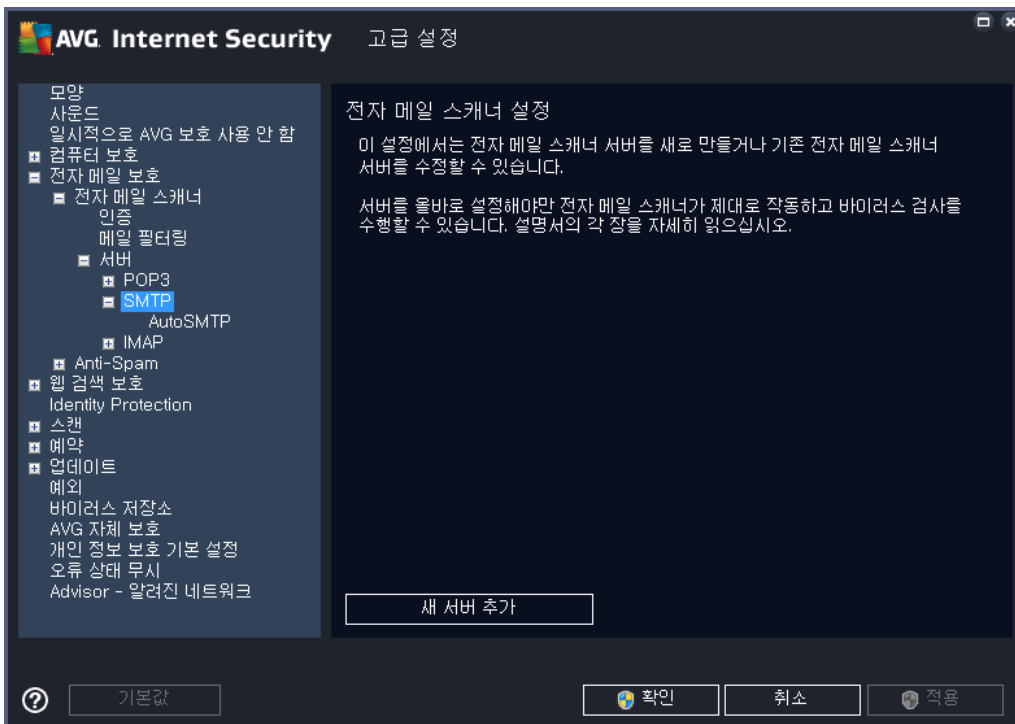 AVG. Internet Security 고급 설정
모양
사운드
일시적으로 AVG 보호 사용 안 함
컴퓨터 보호
전자 메일 보호
전자 메일 스캐너
인증
메일 필터링
서버
POP3
SMTP
AutoSMTP
IMAP
Anti-Spam
웹 검색 보호
Identity Protection
스캔
예약
업데이트
예외
바이러스 저장소
AVG 자체 보호
개인 정보 보호 기본 설정
오류 상태 무시
Advisor - 알려진 네트워크
전자 메일 스캐너 설정
이 설정에서는 전자 메일 스캐너 서버를 새로 만들거나 기존 전자 메일 스캐너
서버를 수정할 수 있습니다.
서버를 올바로 설정해야만 전자 메일 스캐너가 제대로 작동하고 바이러스 검사를
수행할 수 있습니다. 설명서의 각 장을 자세히 읽으십시오.
새 서버 추가
기본값
확인
취소
적용